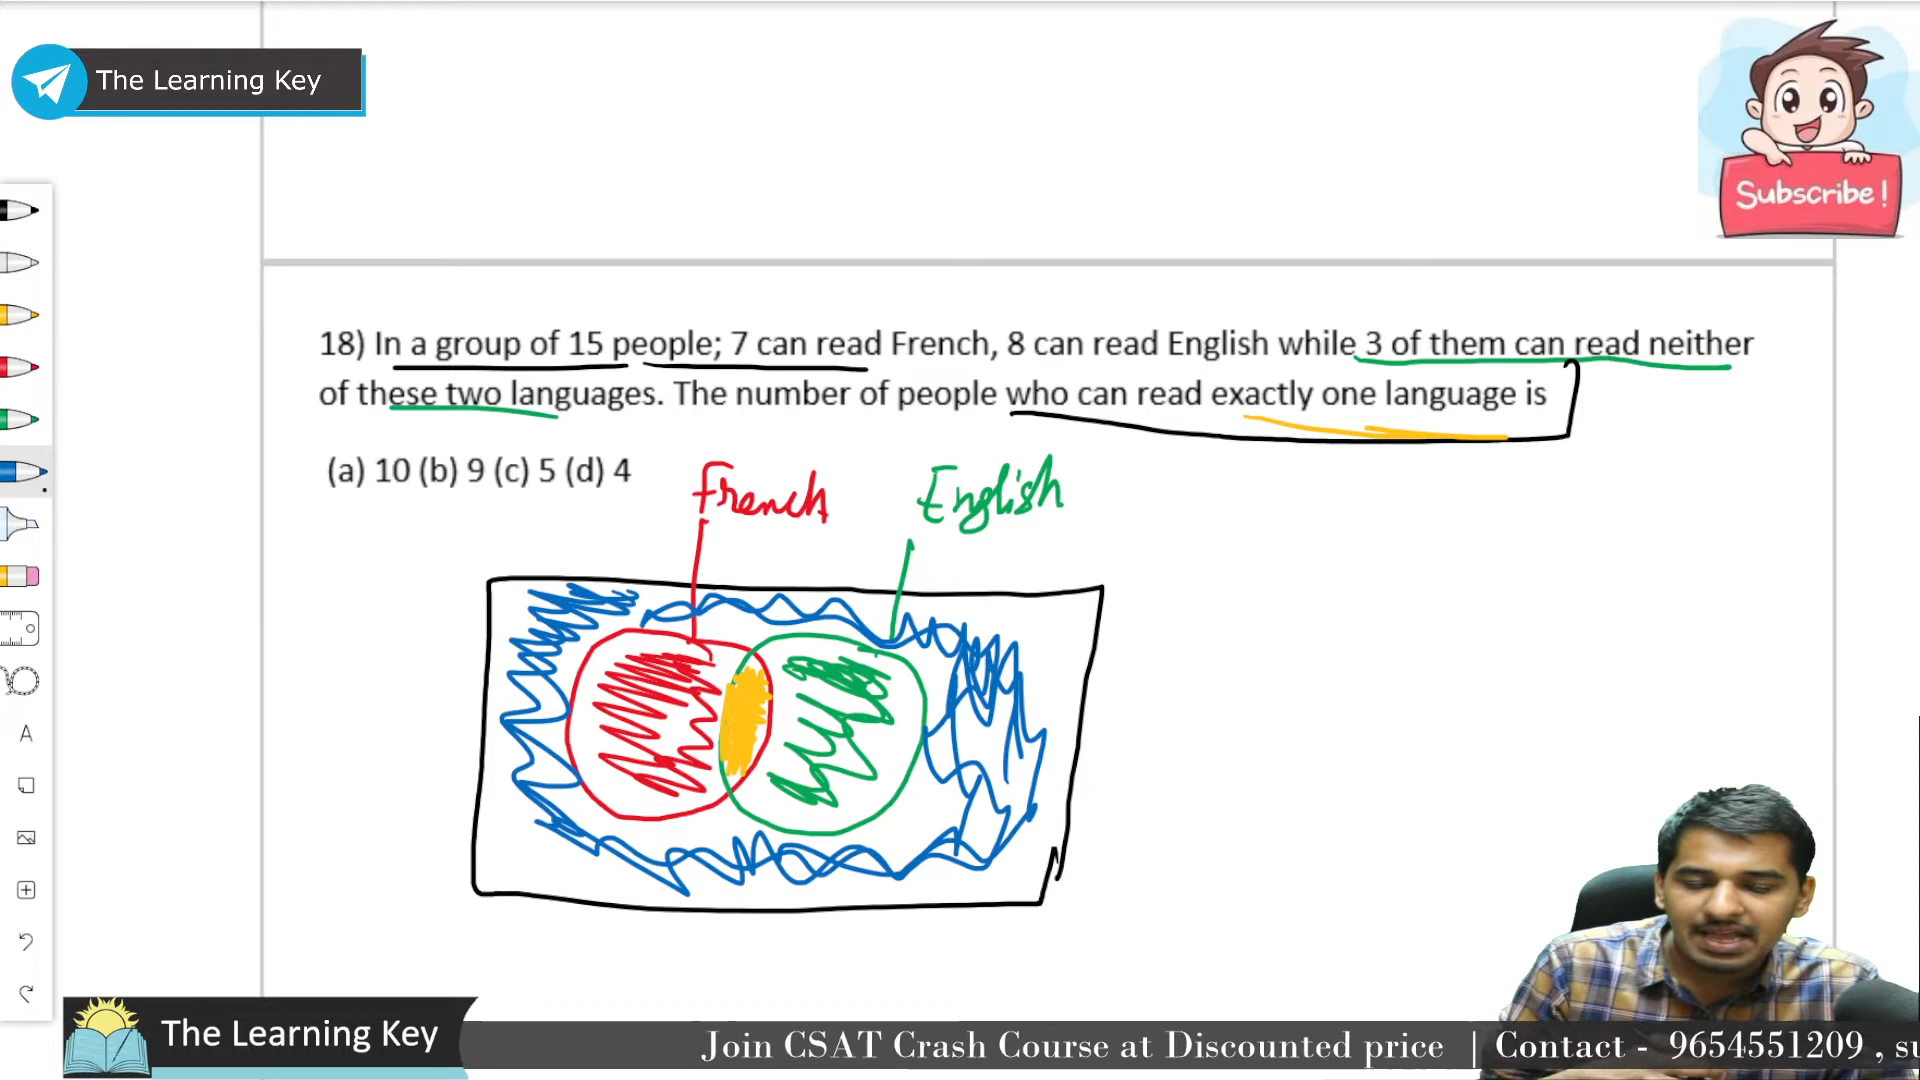 The Learning Key
Subscribe !
18) In a group of 15 people; 7 can read French, 8 can read English while 3 of them can read neither
of these two languages. The number of people who can read exactly one language is
(a) 10 (b) 9 (c) 5 (d) 4
French
English
A
The Learning Key
Join CSAT Crash Course at Discounted price | Contact - 9654551209 , su